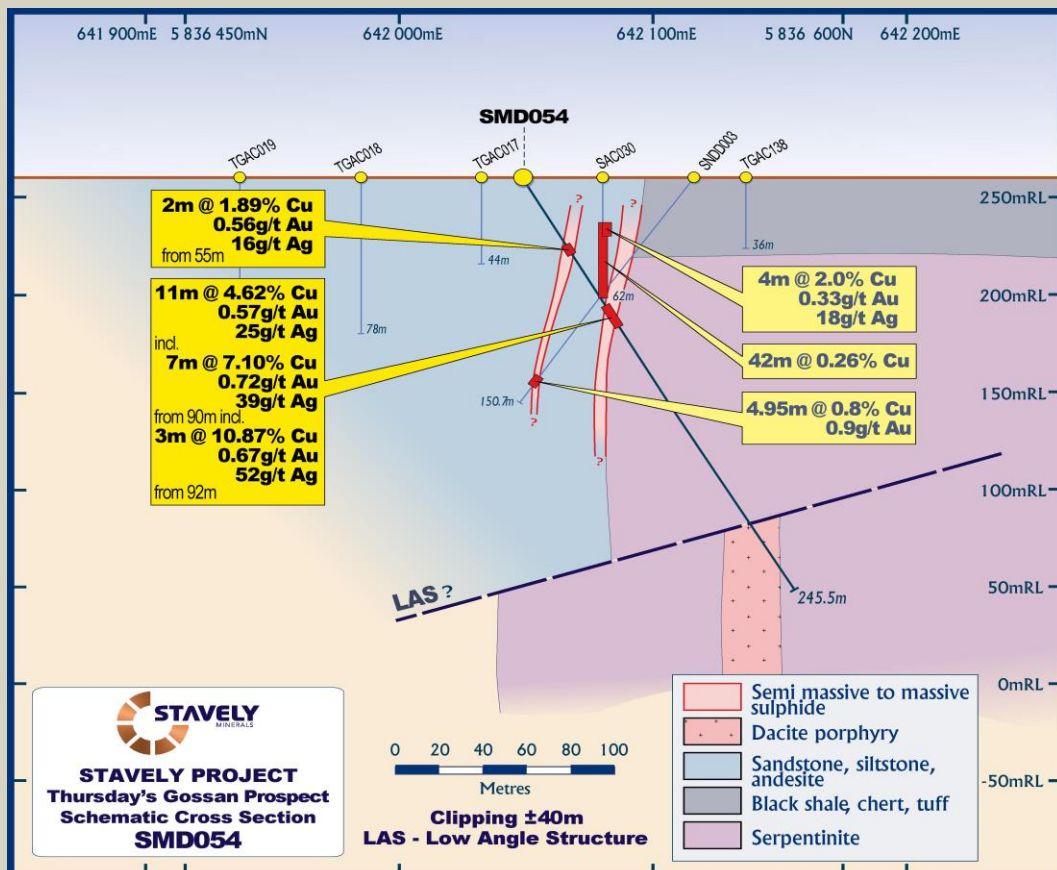 641 900mE 5 836 450mN 642 000mE 642 100mE 5 836 600N 642 200mE
SMD054
TGAC019
TGAC018
TGAC017
SAC030
SNDD003
TGAC138
250mRL
200mRL
150mRL
100mRL
50mRL
0mRL
-50mRL
2m @ 1.89% Cu
0.56g/t Au
16g/t Ag
from 55m
11m @ 4.62% Cu
0.57g/t Au
25g/t Ag
incl.
7m @ 7.10% Cu
0.72g/t Au
39g/t Ag
from 90m incl.
3m @ 10.87% Cu
0.67g/t Au
52g/t Ag
from 92m
?
?
44m
36m
62m
78m
150.7m
?
?
4m @ 2.0% Cu
0.33g/t Au
18g/t Ag
42m @ 0.26% Cu
4.95m @ 0.8% Cu
0.9g/t Au
LAS ?
245.5m
STAVELY
MINERALS
STAVELY PROJECT
Thursday's Gossan Prospect
Schematic Cross Section
SMD054
0 20 40 60 80 100
Metres
Clipping ±40m
LAS - Low Angle Structure
Semi massive to massive
sulphide
Dacite porphyry
Sandstone, siltstone,
andesite
Black shale, chert, tuff
Serpentinite